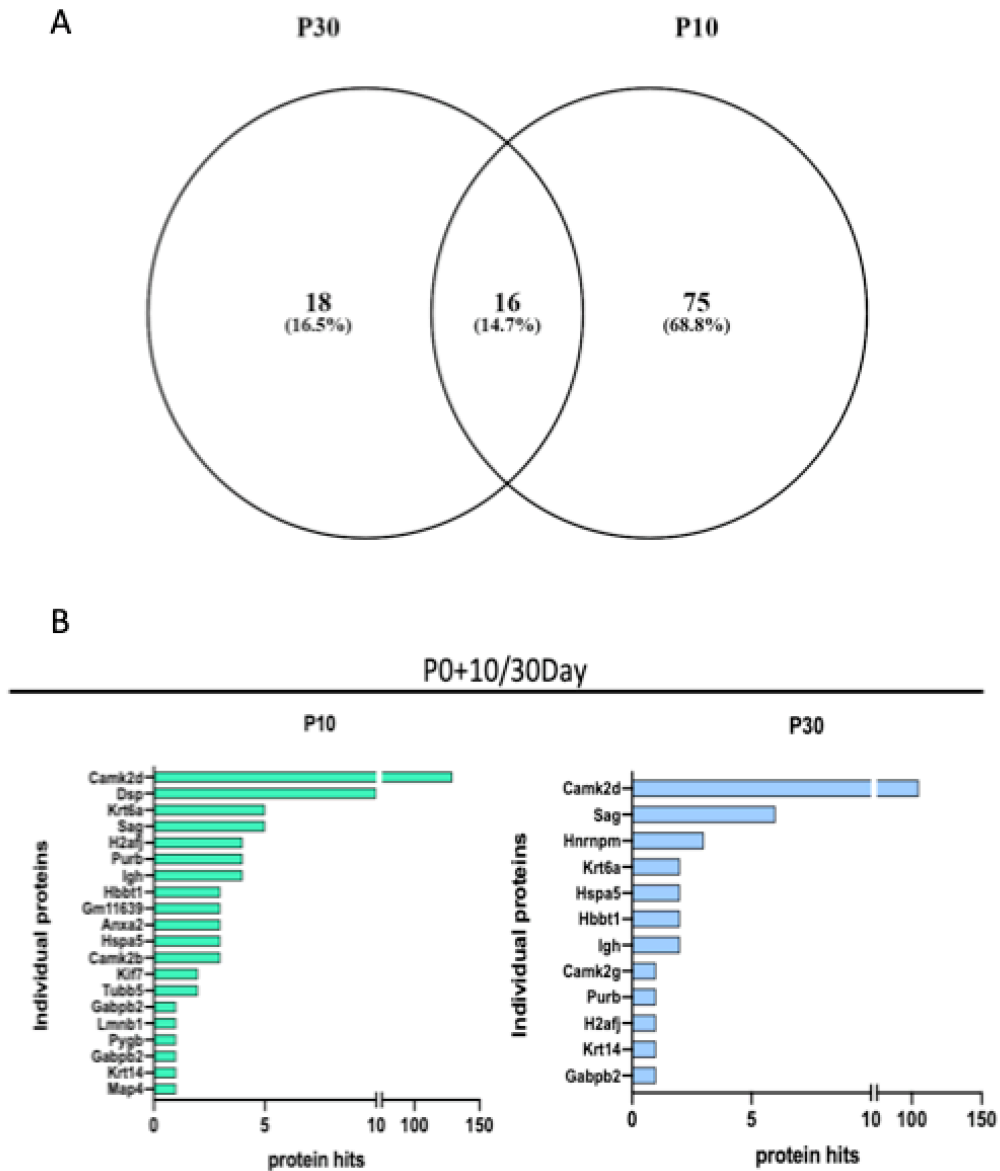 A
P30
P10
18
(16.5%)
16
(14.7%)
75
(68.8%)
B
P0+10/30Day
P10
Individual proteins
Camk2d
Dsp
Krt6a
Sag
H2afj
Purb
Igh
Hbbt1
Gm11639
Anxa2
Hspa5
Camk2b
Kif7
Tubb5
Gabpb2
Lmnb1
Pygb
Gabpb2
Krt14
Map4
0 5 10 100 150
protein hits
P30
Individual proteins
Camk2d
Sag
Hnrnpm
Krt6a
Hspa5
Hbbt1
Igh
Camk2g
Purb
H2afj
Krt14
Gabpb2
0 5 10 100 150
protein hits